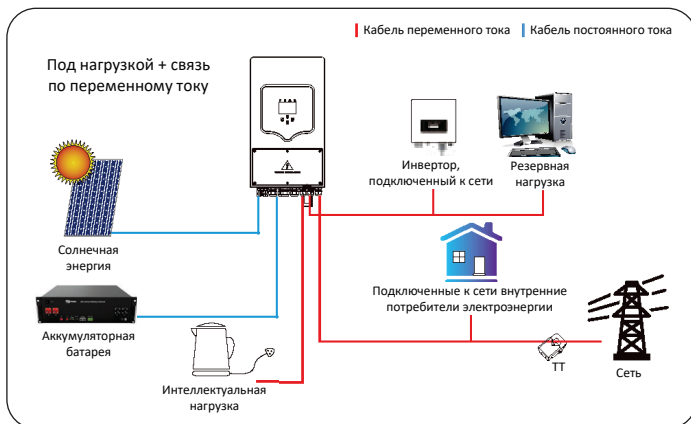 Кабель переменного тока
Кабель постоянного тока
Под нагрузкой + связь
по переменному току
Инвертор,
подключенный к сети
Резервная
нагрузка
Солнечная
энергия
Подключенные к сети внутренние
потребители электроэнергии
Аккумуляторная
батарея
ТТ
Сеть
Интеллектуальная
нагрузка